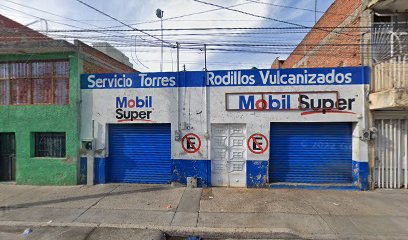 Servicio Torres Rodillos Vulcanizados
Mobil
Super
Mobil Super
E
E